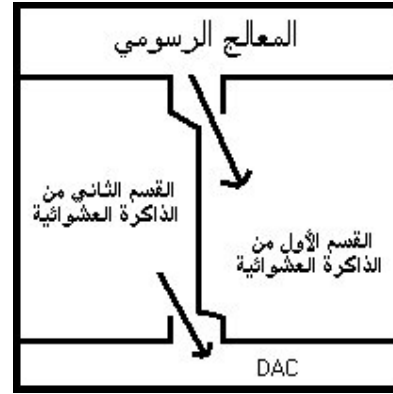 المعالج الرسومي
القسم الثاني من
الذاكرة العشوائية
القسم الأول من
الذاكرة العشوائية
DAC